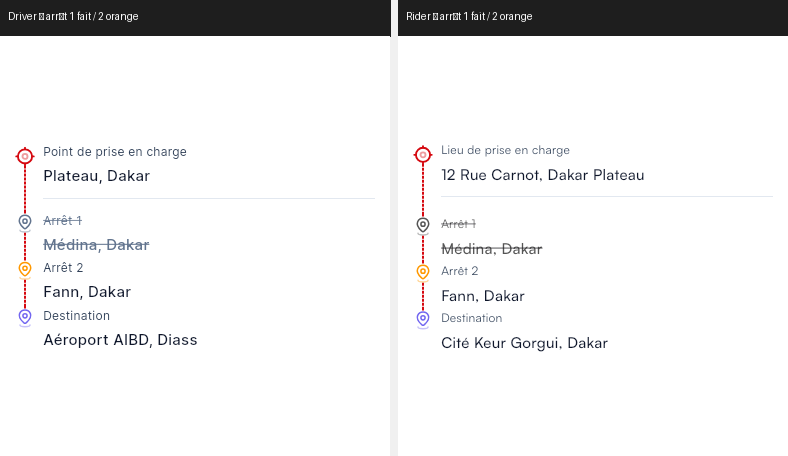 Driver arrt 1 fait / 2 orange
Point de prise en charge
Plateau, Dakar
Arrêt 1
Médina, Dakar
Arrêt 2
Fann, Dakar
Destination
Aéroport AIBD, Diass
Rider arrt 1 fait / 2 orange
Lieu de prise en charge
12 Rue Carnot, Dakar Plateau
Arrêt 1
Médina, Dakar
Arrêt 2
Fann, Dakar
Destination
Cité Keur Gorgui, Dakar